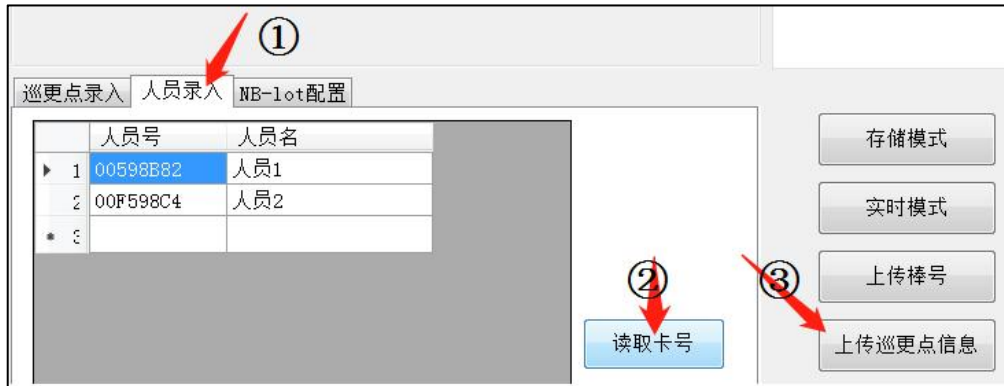 ①
巡更点录入 人员录入 NB-lot配置
人员号 人员名
存储模式
1 00598B82 人员1
2 00F598C4 人员2
实时模式
3
②
③
上传棒号
读取卡号
上传巡更点信息